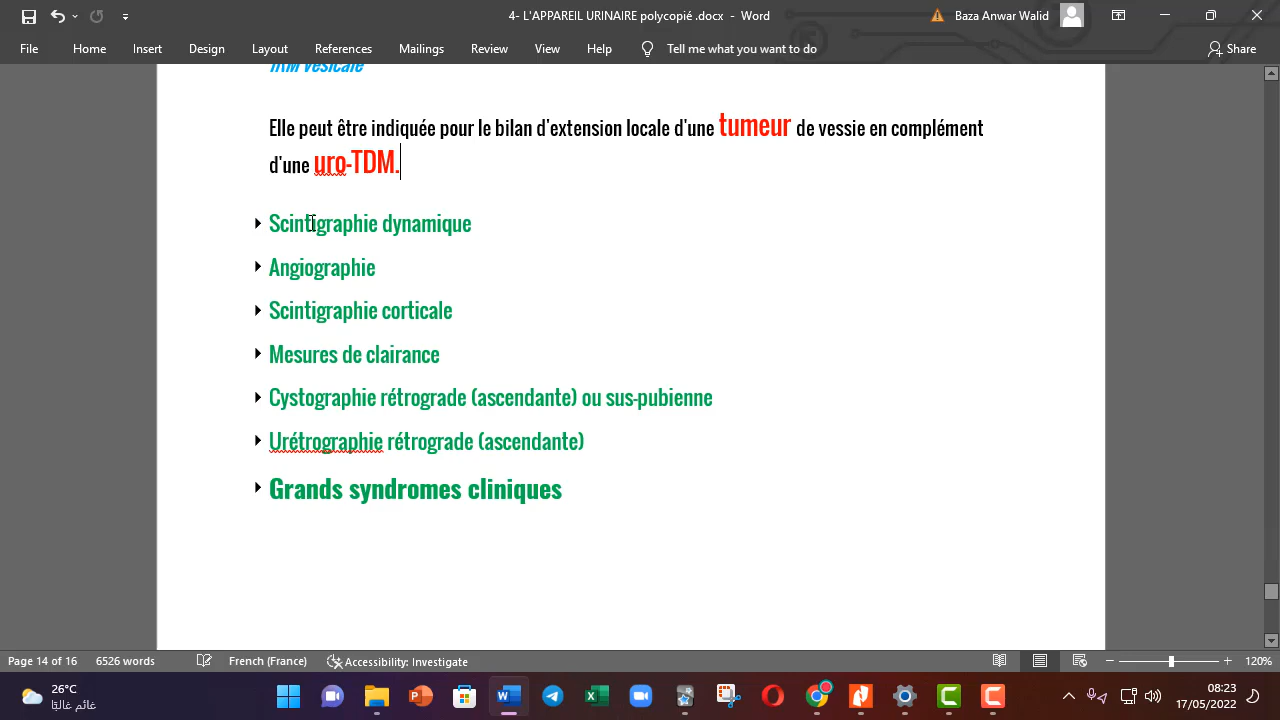 4- L'APPAREIL URINAIRE polycopié .docx - Word
Baza Anwar Walid
File Home Insert Design Layout References Mailings Review View Help Tell me what you want to do Share
IRM vésicale
Elle peut être indiquée pour le bilan d'extension locale d'une tumeur de vessie en complément
d'une uro-TDM.
Scintigraphie dynamique
Angiographie
Scintigraphie corticale
Mesures de clairance
Cystographie rétrograde (ascendante) ou sus-pubienne
Urétrographie rétrograde (ascendante)
Grands syndromes cliniques
Page 14 of 16 6526 words French (France) Accessibility: Investigate 120%
26°C
غائم غالبًا
08:23
17/05/2022